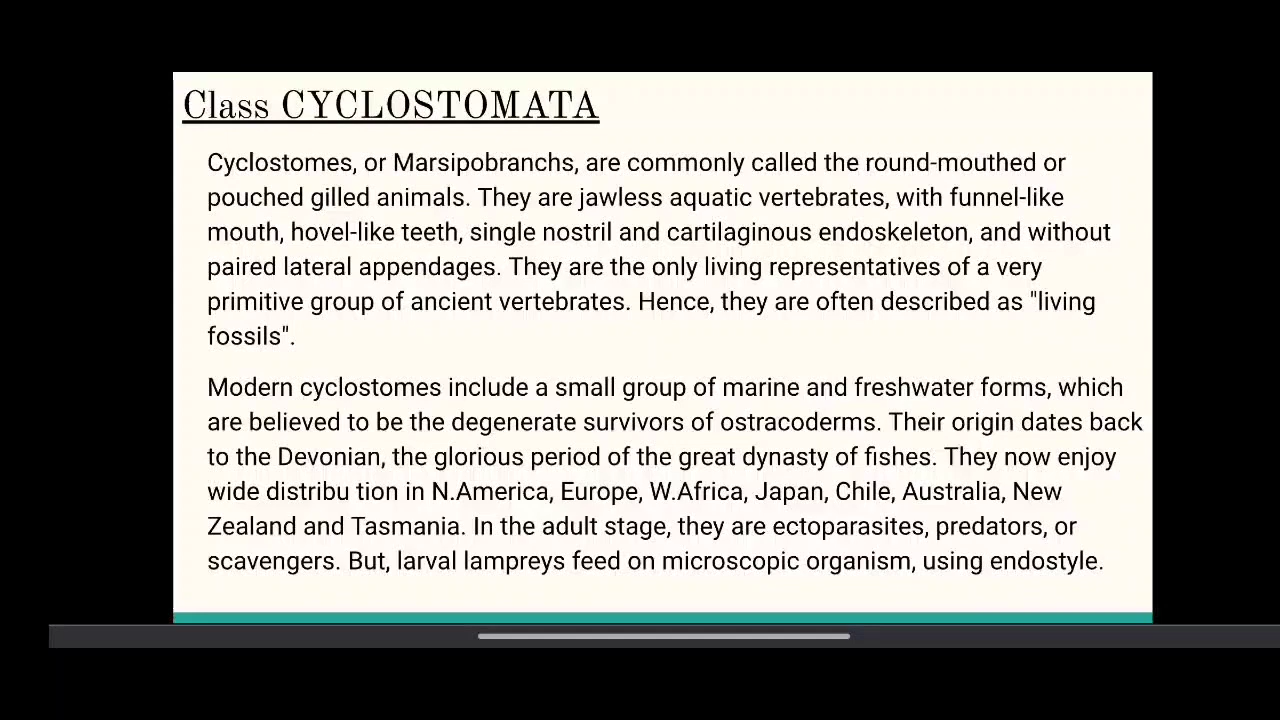 Class CYCLOSTOMATA
Cyclostomes, or Marsipobranchs, are commonly called the round-mouthed or
pouched gilled animals. They are jawless aquatic vertebrates, with funnel-like
mouth, hovel-like teeth, single nostril and cartilaginous endoskeleton, and without
paired lateral appendages. They are the only living representatives of a very
primitive group of ancient vertebrates. Hence, they are often described as "living
fossils".
Modern cyclostomes include a small group of marine and freshwater forms, which
are believed to be the degenerate survivors of ostracoderms. Their origin dates back
to the Devonian, the glorious period of the great dynasty of fishes. They now enjoy
wide distribu tion in N.America, Europe, W.Africa, Japan, Chile, Australia, New
Zealand and Tasmania. In the adult stage, they are ectoparasites, predators, or
scavengers. But, larval lampreys feed on microscopic organism, using endostyle.